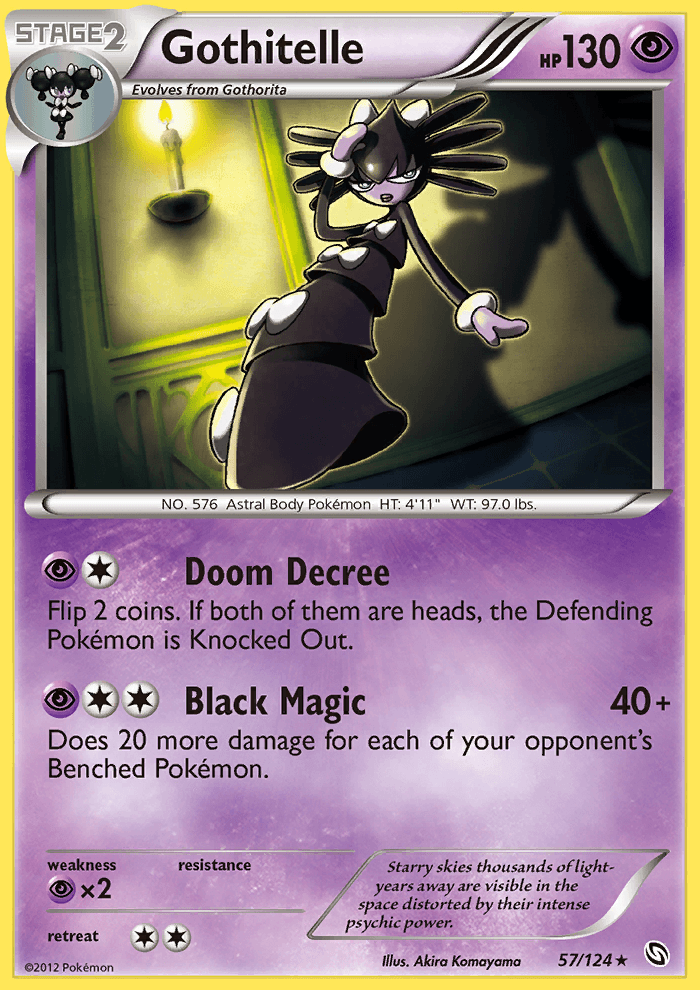 STAGE2
Gothitelle
HP130
Evolves from Gothorita
NO. 576 Astral Body Pokémon HT: 4'11" WT: 97.0 lbs.
Doom Decree
Flip 2 coins. If both of them are heads, the Defending
Pokémon is Knocked Out.
Black Magic 40+
Does 20 more damage for each of your opponent's
Benched Pokémon.
weakness resistance
×2
Starry skies thousands of light-
years away are visible in the
space distorted by their intense
psychic power.
retreat
©2012 Pokémon
Illus. Akira Komayama 57/124★